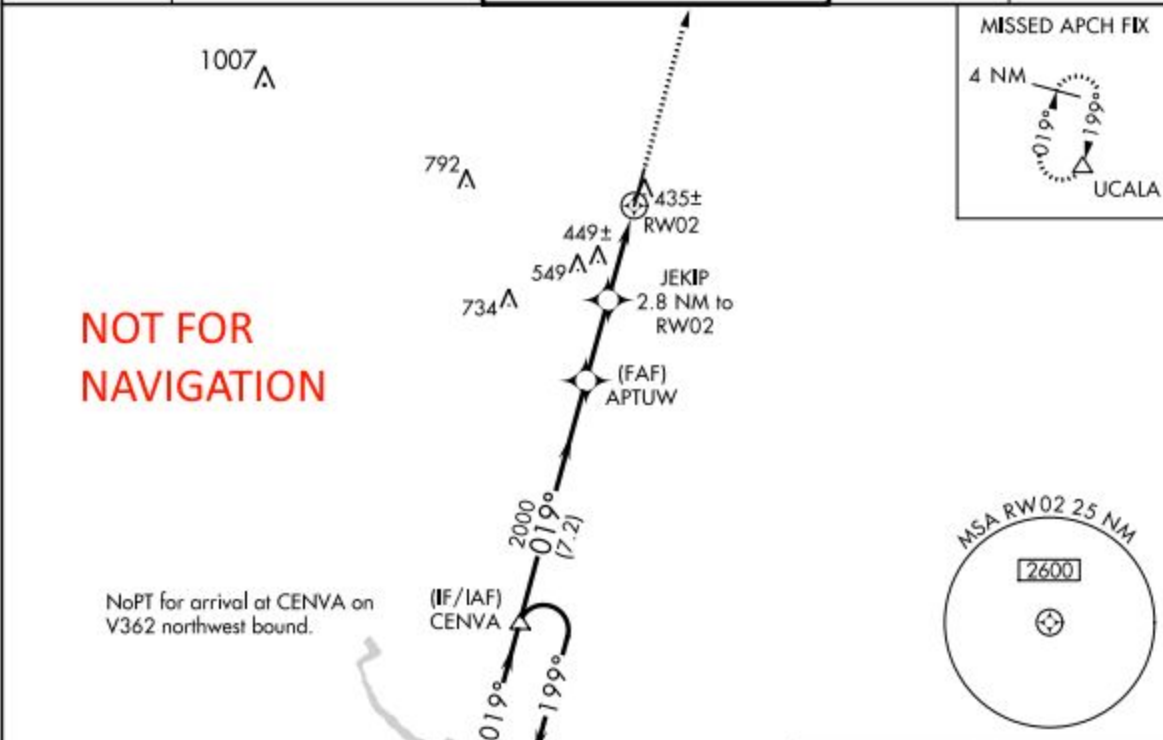 1007
MISSED APCH FIX
4 NM
019°
199°
UCALA
792
435±
RW02
449±
549
734
JEKIP
2.8 NM to
RW02
NOT FOR
NAVIGATION
(FAF)
APTUW
2000
019°
(7.2)
MSA RW02 25 NM
2600
NoPT for arrival at CENVA on
V362 northwest bound.
(IF/IAF)
CENVA
019°
199°